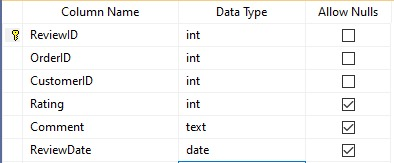 Column Name Data Type Allow Nulls
ReviewID int
OrderID int
CustomerID int
Rating int
Comment text
ReviewDate date